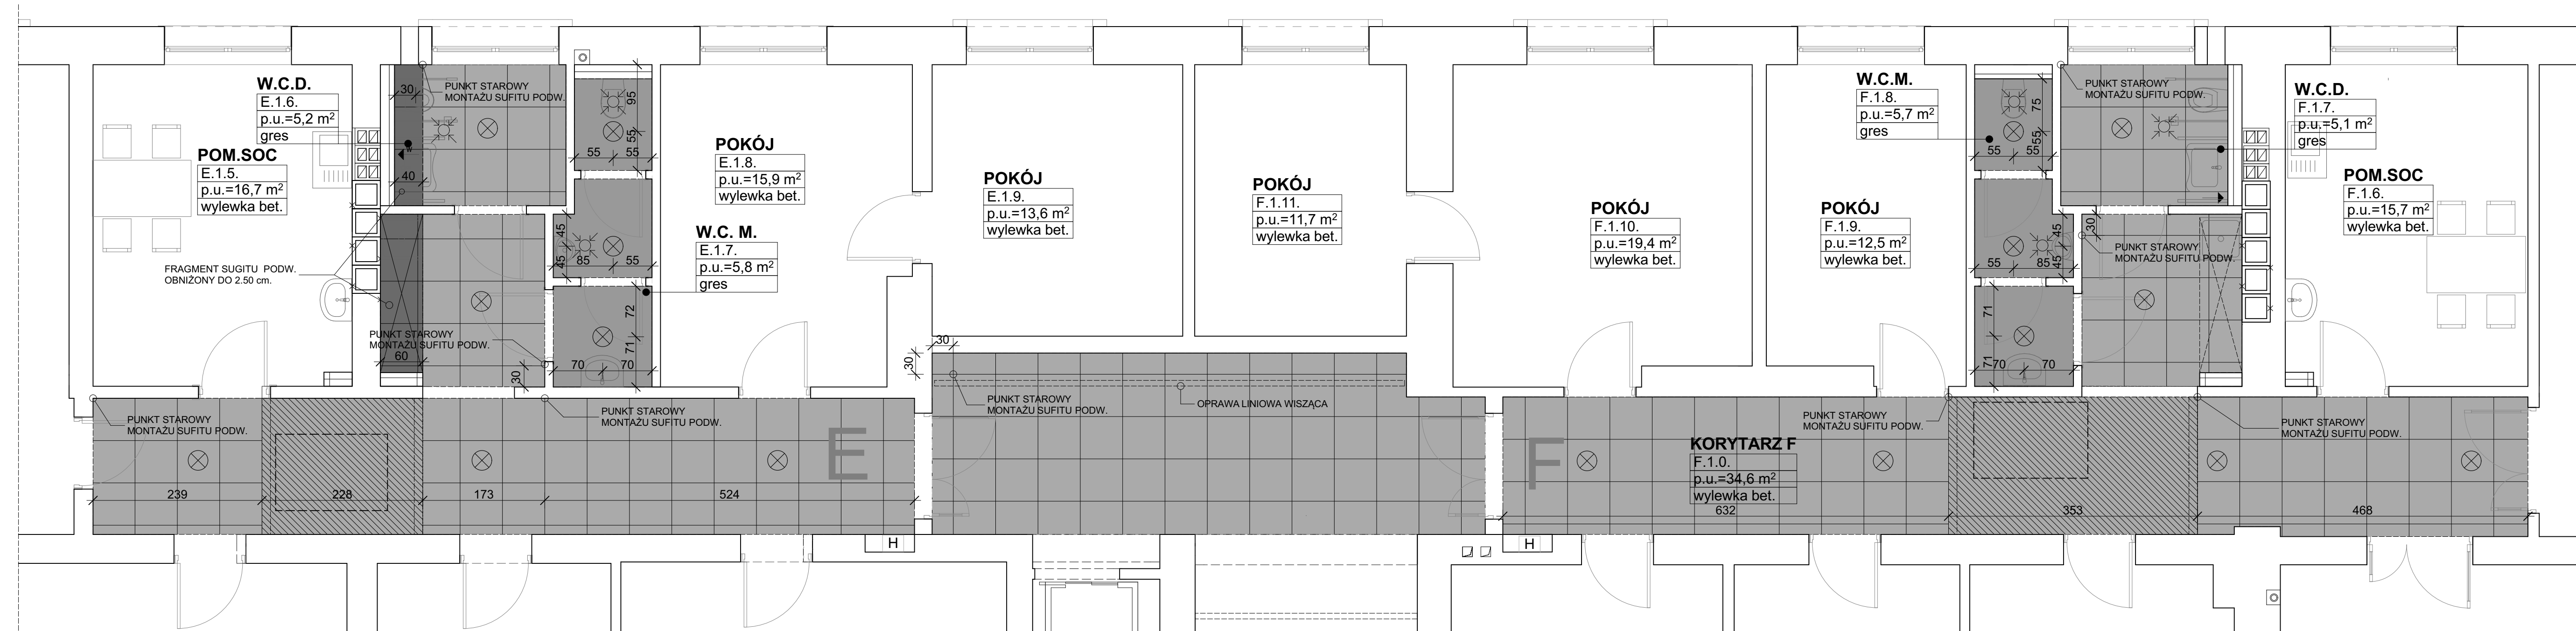 W.C.D.
E.1.6.
p.u.=5,2 m²
gres
POM.SOC
E.1.5.
p.u.=16,7 m²
wylewka bet.
FRAGMENT SUGITU PODW.
OBNIŻONY DO 2.50 cm.
PUNKT STAROWY
MONTAŻU SUFITU PODW.
30
40
60
PUNKT STAROWY
MONTAŻU SUFITU PODW.
30
95
55
55
55
45
45
85
55
72
71
70
70
POKÓJ
E.1.8.
p.u.=15,9 m²
wylewka bet.
W.C. M.
E.1.7.
p.u.=5,8 m²
gres
POKÓJ
E.1.9.
p.u.=13,6 m²
wylewka bet.
POKÓJ
F.1.11.
p.u.=11,7 m²
wylewka bet.
POKÓJ
F.1.10.
p.u.=19,4 m²
wylewka bet.
POKÓJ
F.1.9.
p.u.=12,5 m²
wylewka bet.
W.C.M.
F.1.8.
p.u.=5,7 m²
gres
75
55
55
55
45
45
55
85
71
71
70
70
PUNKT STAROWY
MONTAŻU SUFITU PODW.
30
PUNKT STAROWY
MONTAŻU SUFITU PODW.
W.C.D.
F.1.7.
p.u.=5,1 m²
gres
POM.SOC
F.1.6.
p.u.=15,7 m²
wylewka bet.
PUNKT STAROWY
MONTAŻU SUFITU PODW.
239
228
173
524
PUNKT STAROWY
MONTAŻU SUFITU PODW.
E
30
30
PUNKT STAROWY
MONTAŻU SUFITU PODW.
OPRAWA LINIOWA WISZĄCA
F
KORYTARZ F
F.1.0.
p.u.=34,6 m²
wylewka bet.
PUNKT STAROWY
MONTAŻU SUFITU PODW.
632
353
468
PUNKT STAROWY
MONTAŻU SUFITU PODW.
H
H